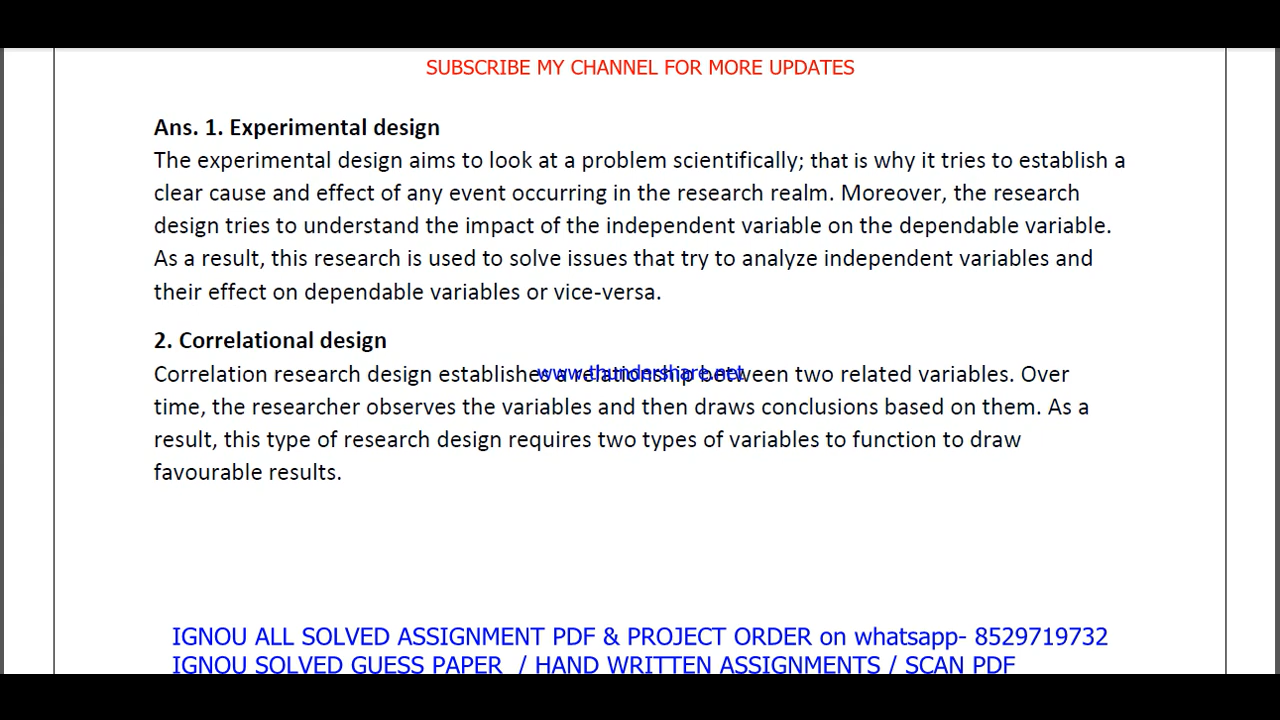 SUBSCRIBE MY CHANNEL FOR MORE UPDATES
Ans. 1. Experimental design
The experimental design aims to look at a problem scientifically; that is why it tries to establish a
clear cause and effect of any event occurring in the research realm. Moreover, the research
design tries to understand the impact of the independent variable on the dependable variable.
As a result, this research is used to solve issues that try to analyze independent variables and
their effect on dependable variables or vice-versa.
2. Correlational design
Correlation research design establishes a relationship between two related variables. Over
www.thundershare.net
time, the researcher observes the variables and then draws conclusions based on them. As a
result, this type of research design requires two types of variables to function to draw
favourable results.
IGNOU ALL SOLVED ASSIGNMENT PDF & PROJECT ORDER on whatsapp- 8529719732
IGNOU SOLVED GUESS PAPER / HAND WRITTEN ASSIGNMENTS / SCAN PDF